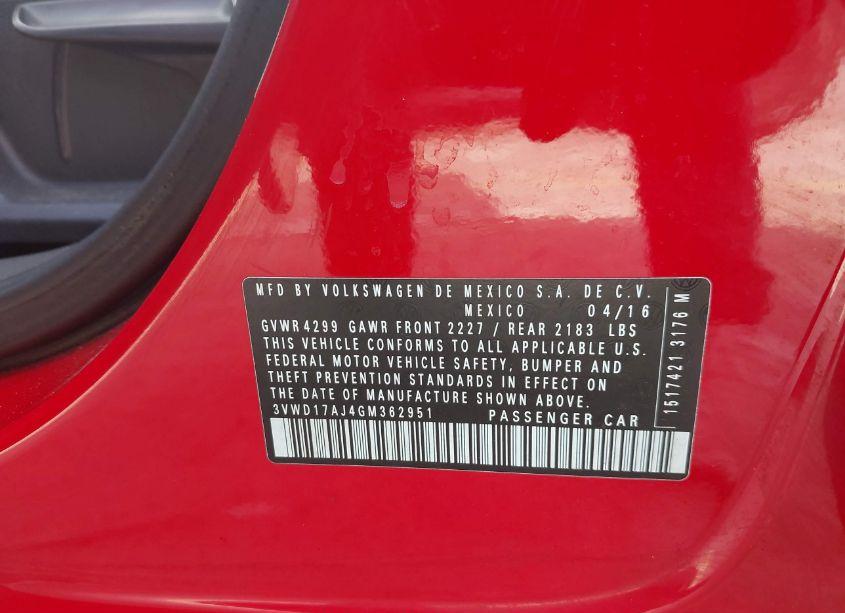 MFD BY VOLKSWAGEN DE MEXICO S.A. DE C.V.
MEXICO 04/16
GVWR 4299 GAWR FRONT 2227 / REAR 2183 LBS
THIS VEHICLE CONFORMS TO ALL APPLICABLE U.S.
FEDERAL MOTOR VEHICLE SAFETY, BUMPER AND
THEFT PREVENTION STANDARDS IN EFFECT ON
THE DATE OF MANUFACTURE SHOWN ABOVE.
3VWD17AJ4GM362951 PASSENGER CAR
1517421 3176 M